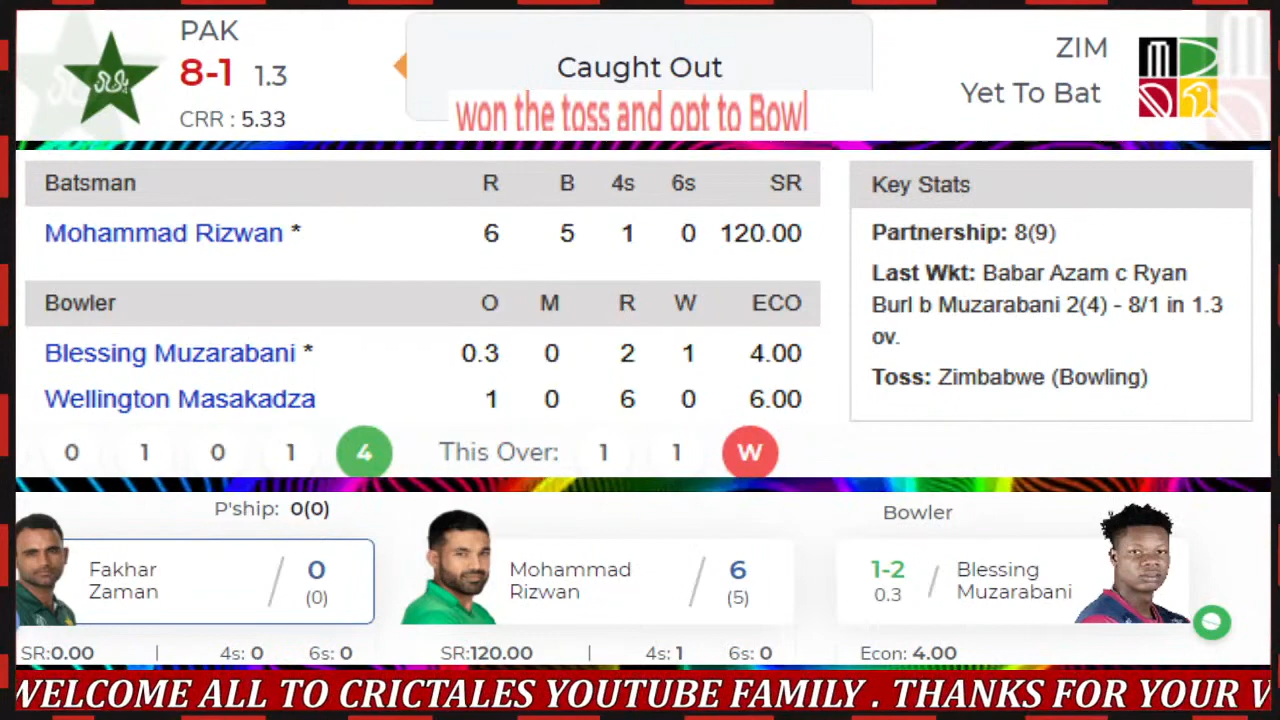 PAK
8-1 1.3
CRR : 5.33
Caught Out
won the toss and opt to Bowl
ZIM
Yet To Bat
Batsman R B 4s 6s SR
Mohammad Rizwan * 6 5 1 0 120.00
Bowler O M R W ECO
Blessing Muzarabani * 0.3 0 2 1 4.00
Wellington Masakadza 1 0 6 0 6.00
0 1 0 1 4 This Over: 1 1 W
Key Stats
Partnership: 8(9)
Last Wkt: Babar Azam c Ryan
Burl b Muzarabani 2(4) - 8/1 in 1.3
ov.
Toss: Zimbabwe (Bowling)
P'ship: 0(0)
Fakhar
Zaman
0
(0)
SR:0.00 | 4s: 0 6s: 0
Mohammad
Rizwan
6
(5)
SR:120.00 | 4s: 1 6s: 0
Bowler
1-2
0.3
Blessing
Muzarabani
Econ: 4.00
WELCOME ALL TO CRICTALES YOUTUBE FAMILY . THANKS FOR YOUR V